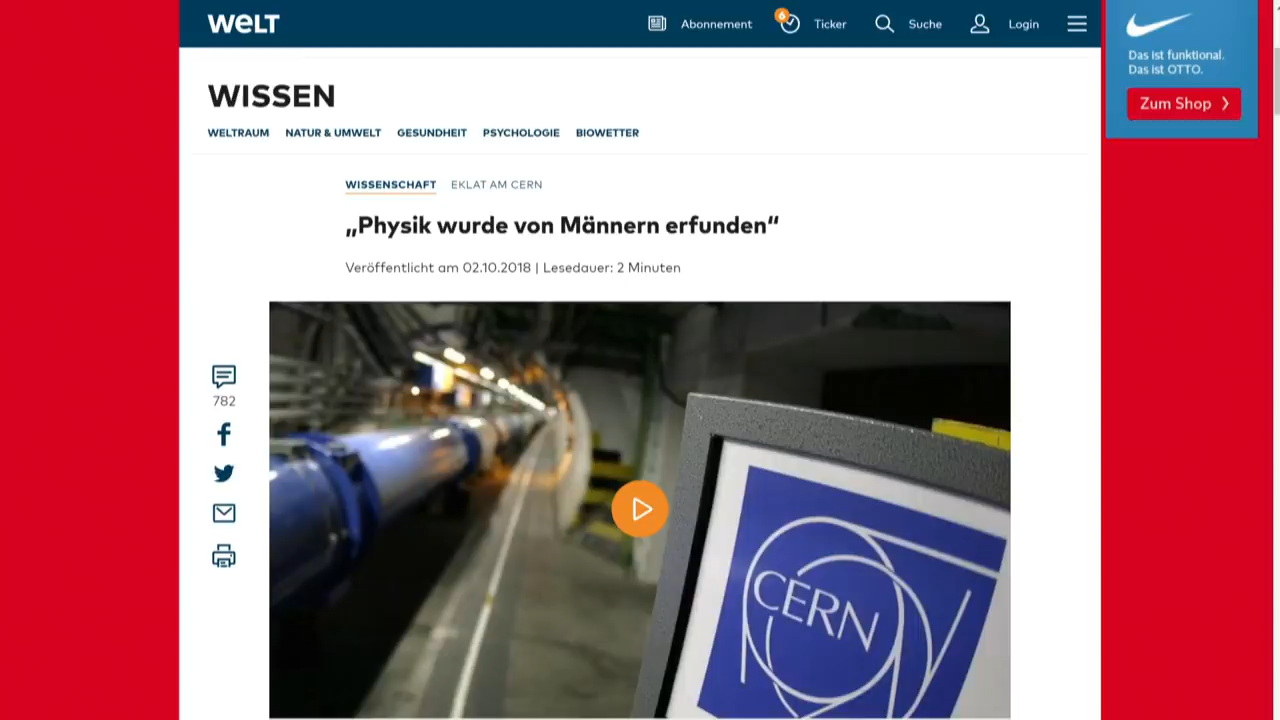 WELT
Abonnement
6
Ticker
Suche
Login
Das ist funktional.
Das ist OTTO.
Zum Shop
WISSEN
WELTRAUM NATUR & UMWELT GESUNDHEIT PSYCHOLOGIE BIOWETTER
WISSENSCHAFT EKLAT AM CERN
„Physik wurde von Männern erfunden“
Veröffentlicht am 02.10.2018 | Lesedauer: 2 Minuten
782
CERN